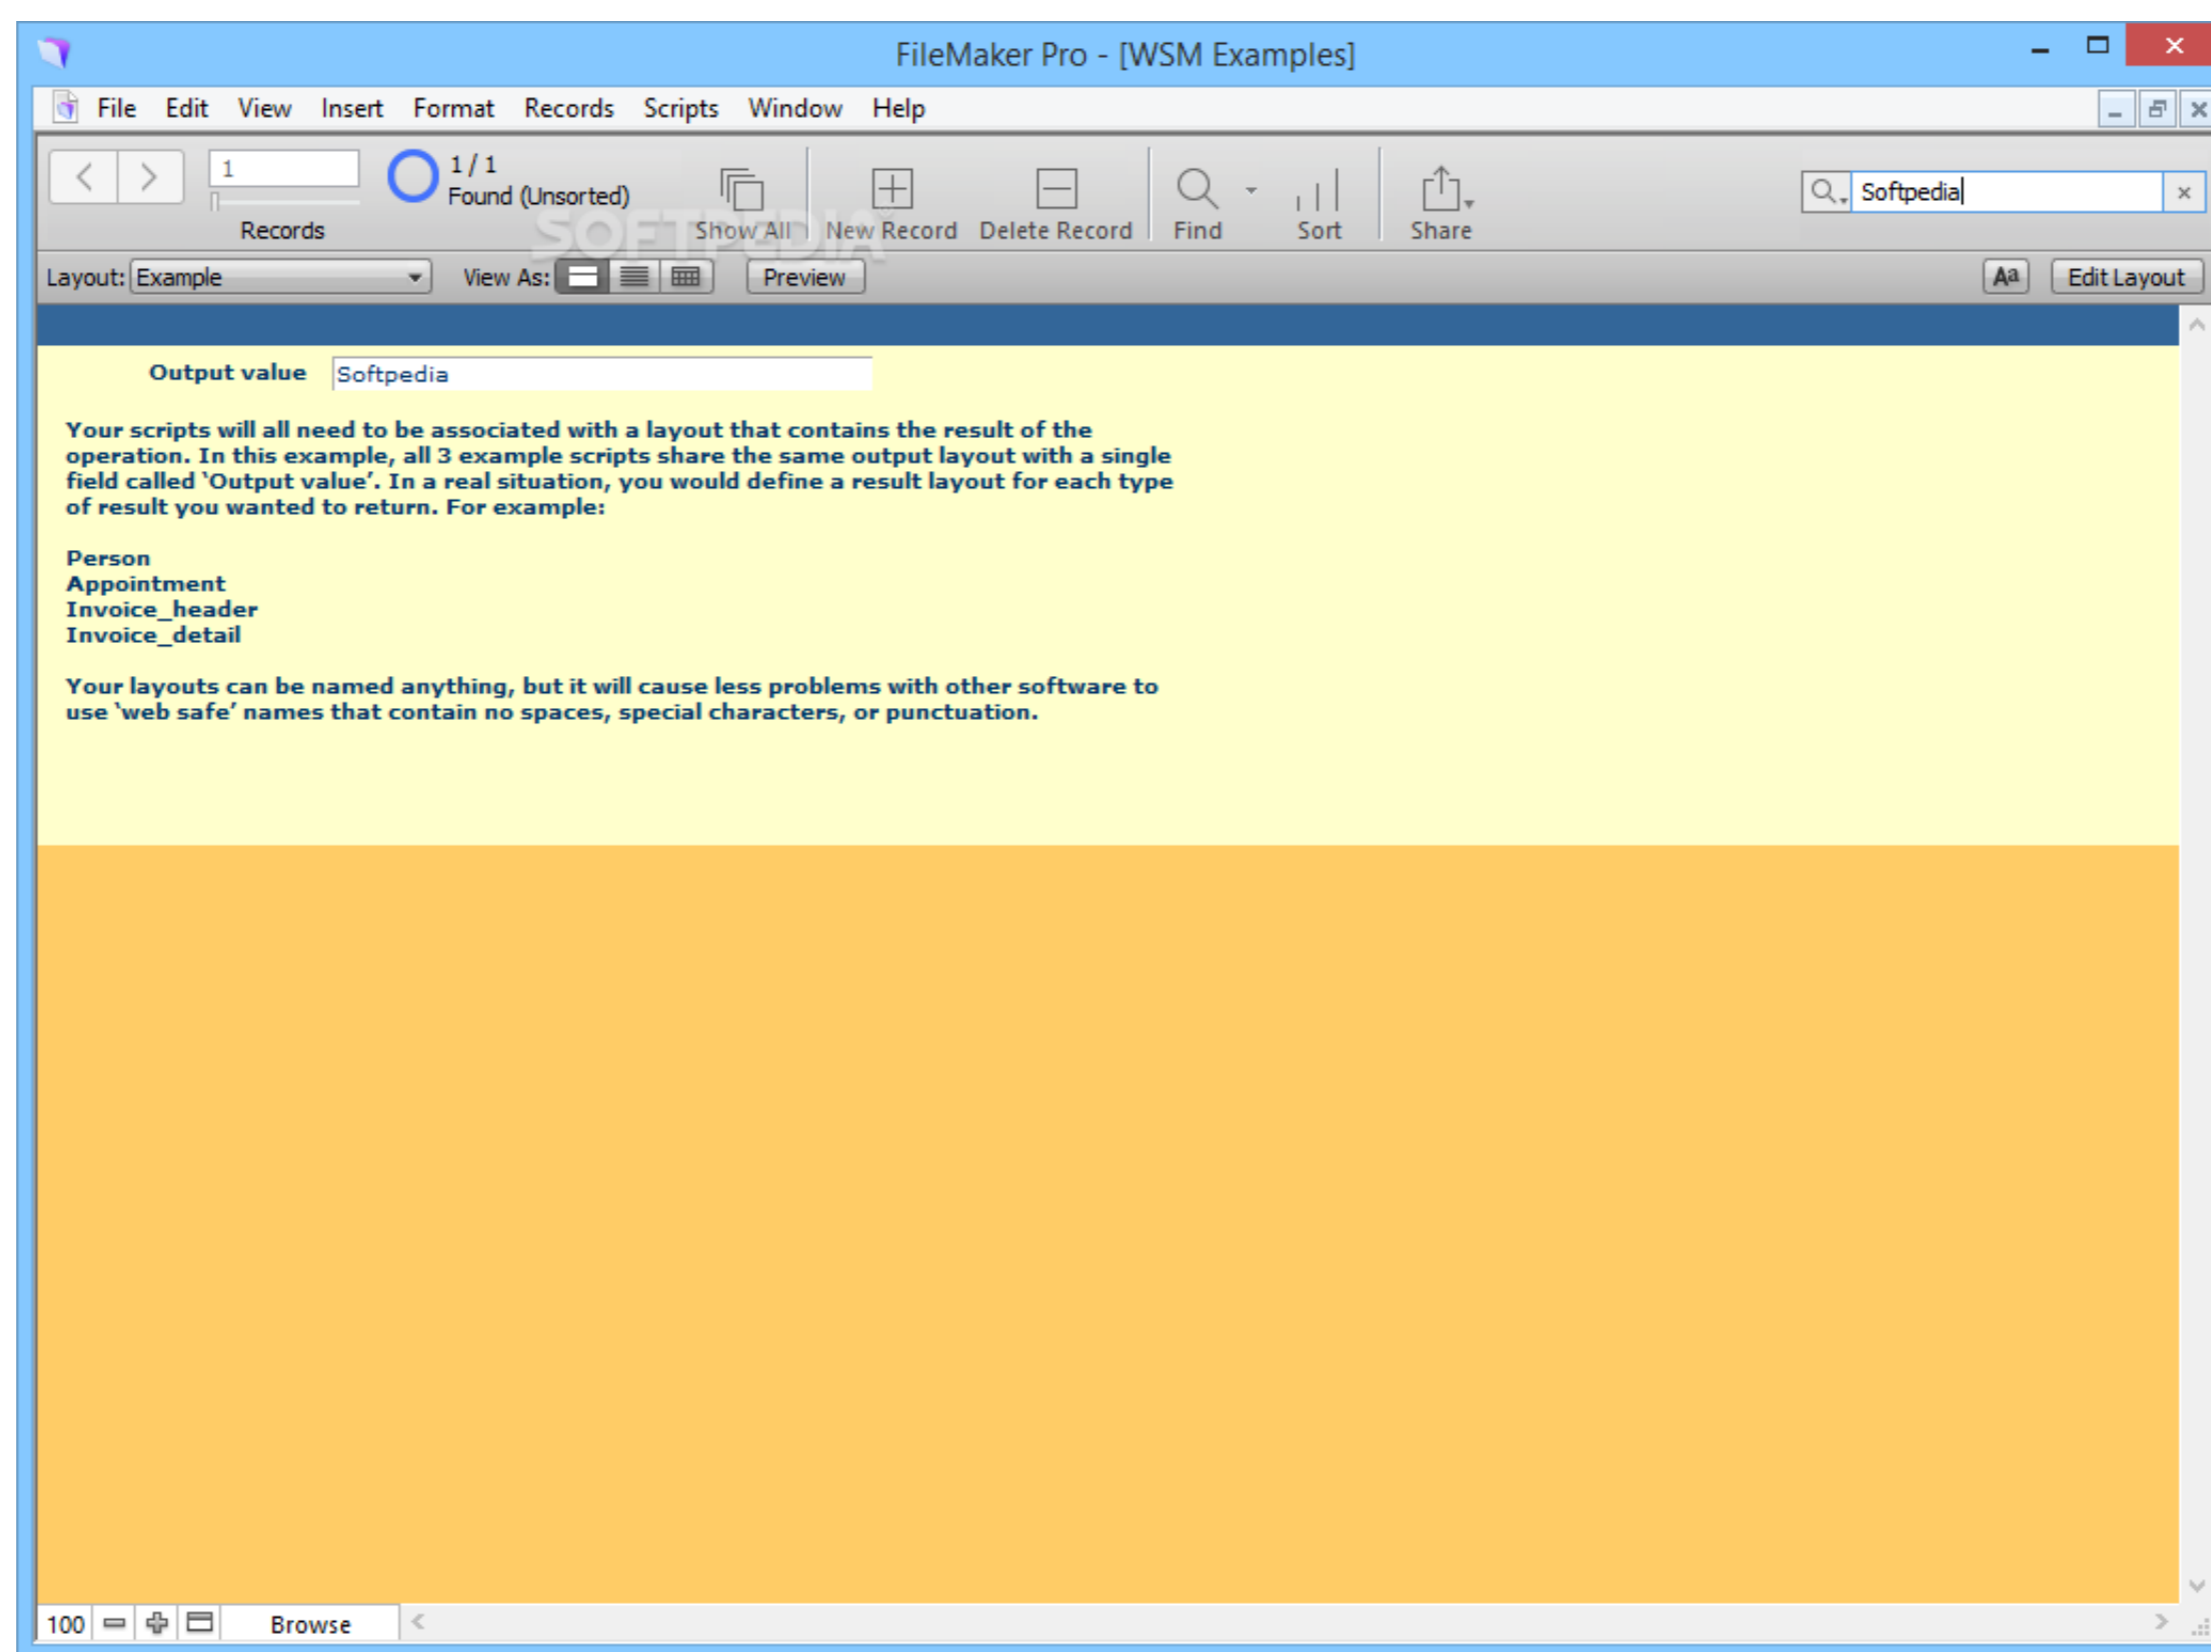 FileMaker Pro - [WSM Examples]
File Edit View Insert Format Records Scripts Window Help
1
1 / 1
Found (Unsorted)
Records
Show All
New Record
Delete Record
Find
Sort
Share
Softpedia
SOFTPEDIA
Layout: Example
View As:
Preview
Aa
Edit Layout
Output value Softpedia
Your scripts will all need to be associated with a layout that contains the result of the
operation. In this example, all 3 example scripts share the same output layout with a single
field called ‘Output value’. In a real situation, you would define a result layout for each type
of result you wanted to return. For example:
Person
Appointment
Invoice_header
Invoice_detail
Your layouts can be named anything, but it will cause less problems with other software to
use ‘web safe’ names that contain no spaces, special characters, or punctuation.
100 Browse